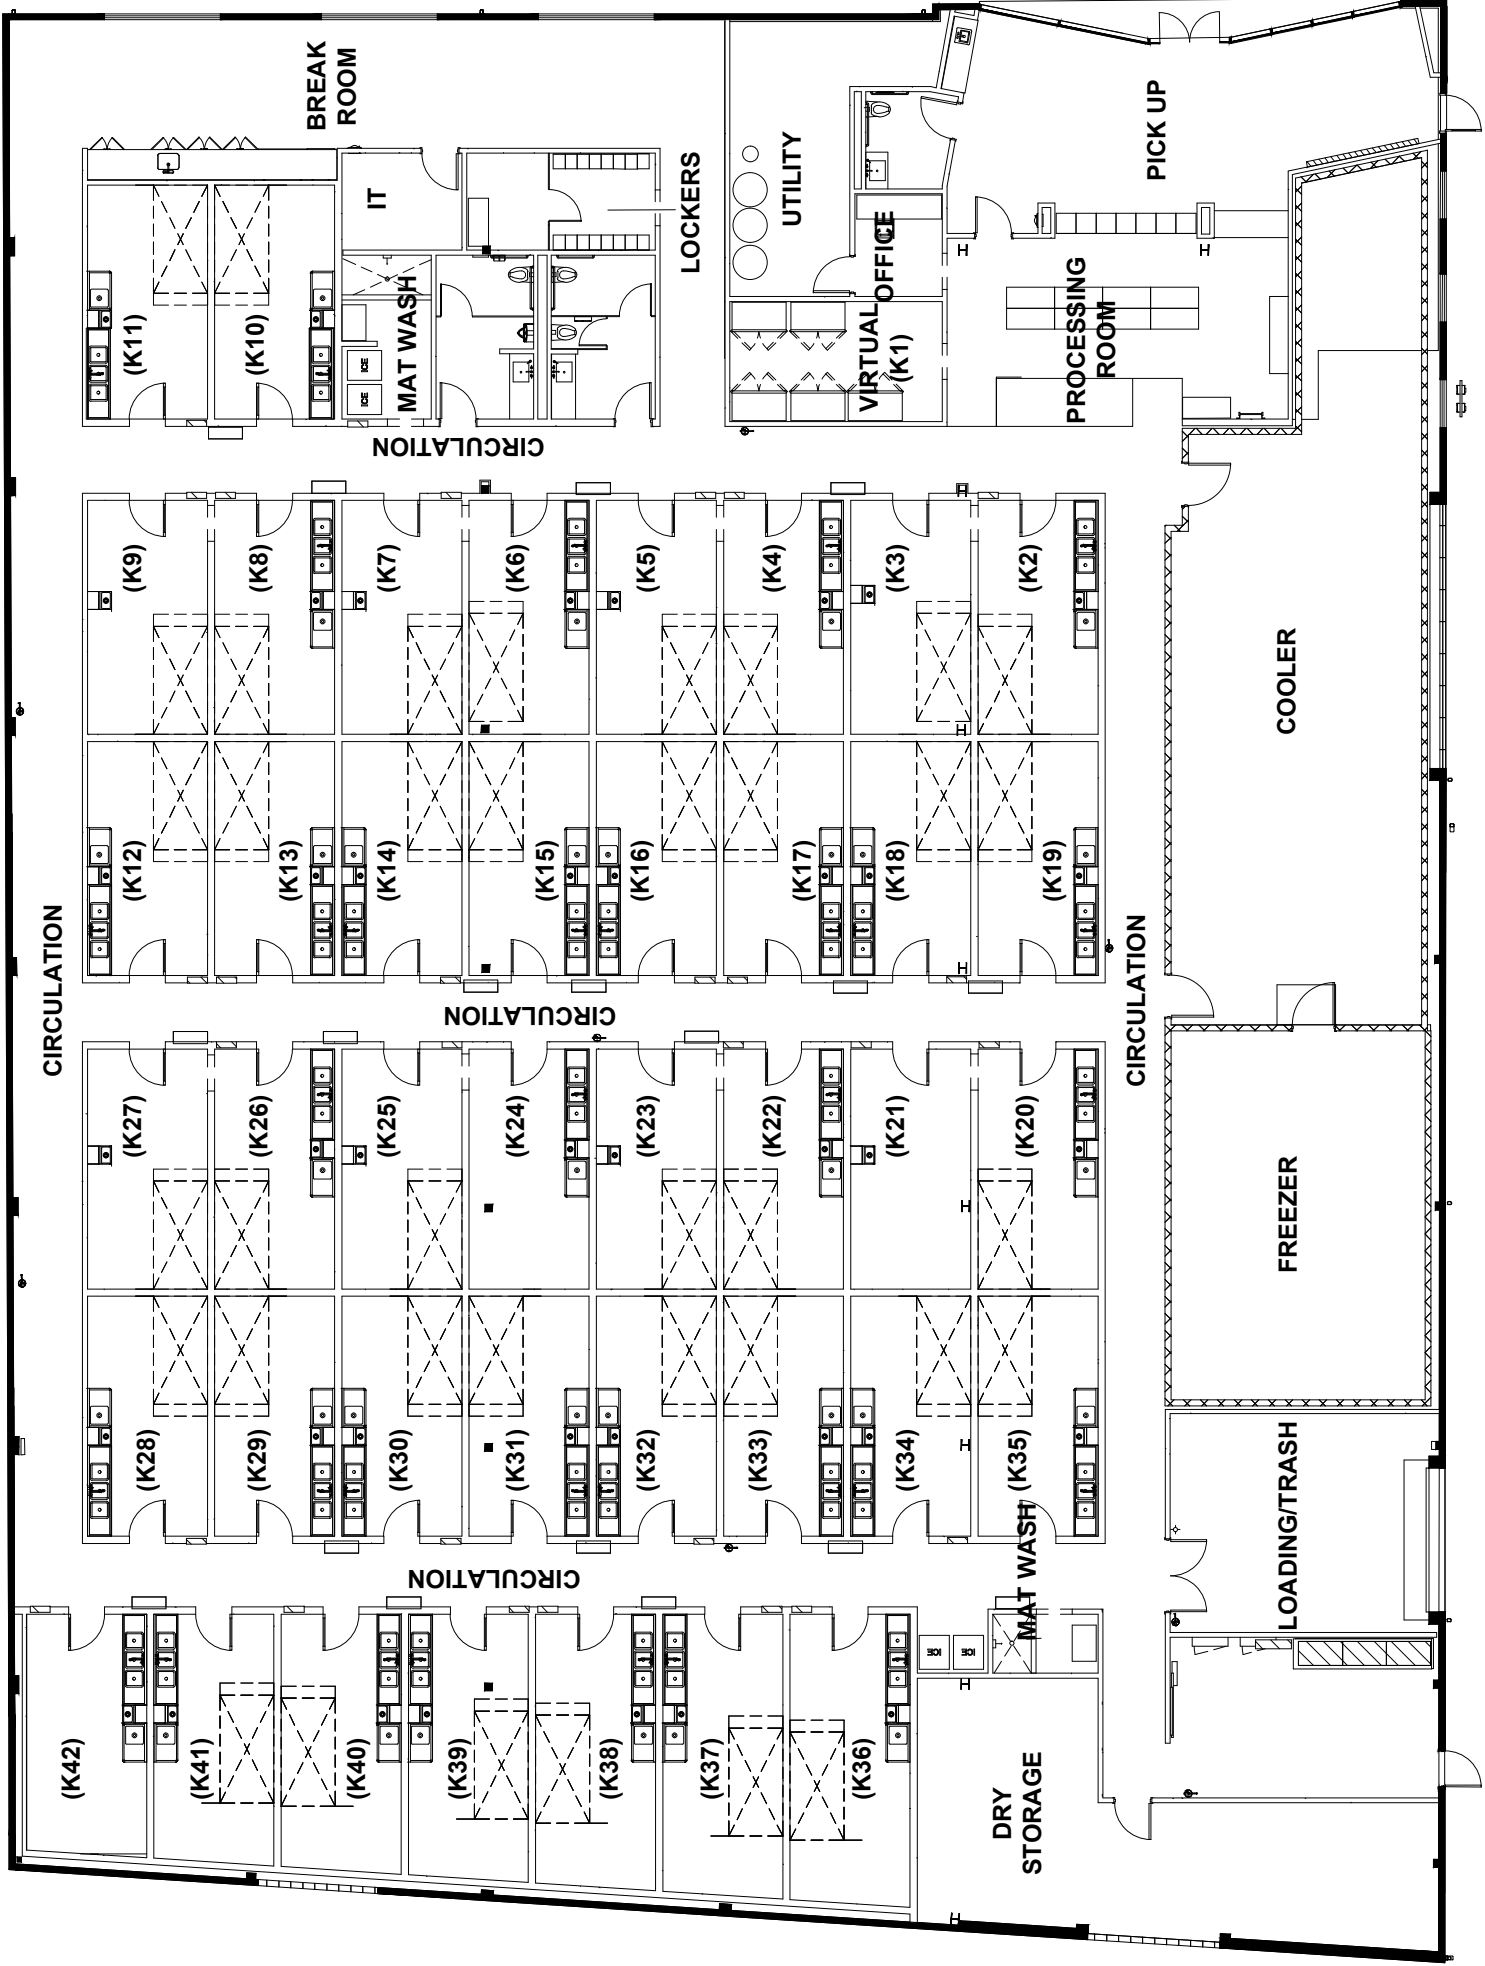 BREAK
ROOM
IT
LOCKERS
UTILITY
PICK UP
VIRTUAL
OFFICE
(K1)
PROCESSING
ROOM
MAT WASH
ICE
ICE
(K11)
(K10)
CIRCULATION
(K9)
(K8)
(K7)
(K6)
(K5)
(K4)
(K3)
(K2)
COOLER
(K12)
(K13)
(K14)
(K15)
(K16)
(K17)
(K18)
(K19)
CIRCULATION
CIRCULATION
CIRCULATION
(K27)
(K26)
(K25)
(K24)
(K23)
(K22)
(K21)
(K20)
FREEZER
(K28)
(K29)
(K30)
(K31)
(K32)
(K33)
(K34)
(K35)
LOADING/TRASH
CIRCULATION
MAT WASH
ICE
ICE
(K42)
(K41)
(K40)
(K39)
(K38)
(K37)
(K36)
DRY
STORAGE